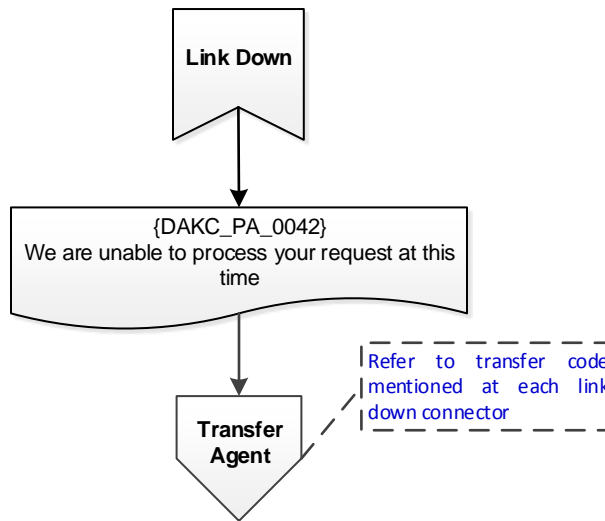 Link Down
{DAKC_PA_0042}
We are unable to process your request at this
time
Refer to transfer code
mentioned at each link
down connector
Transfer
Agent